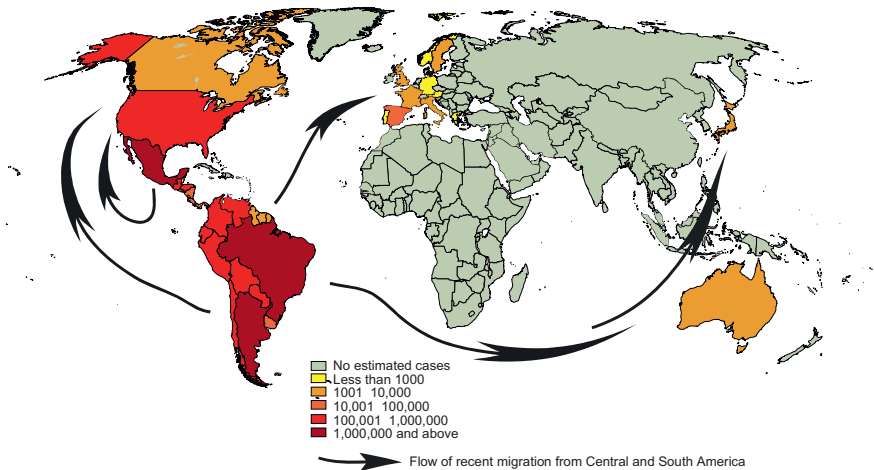 No estimated cases
Less than 1000
1001 10,000
10,001 100,000
100,001 1,000,000
1,000,000 and above
Flow of recent migration from Central and South America